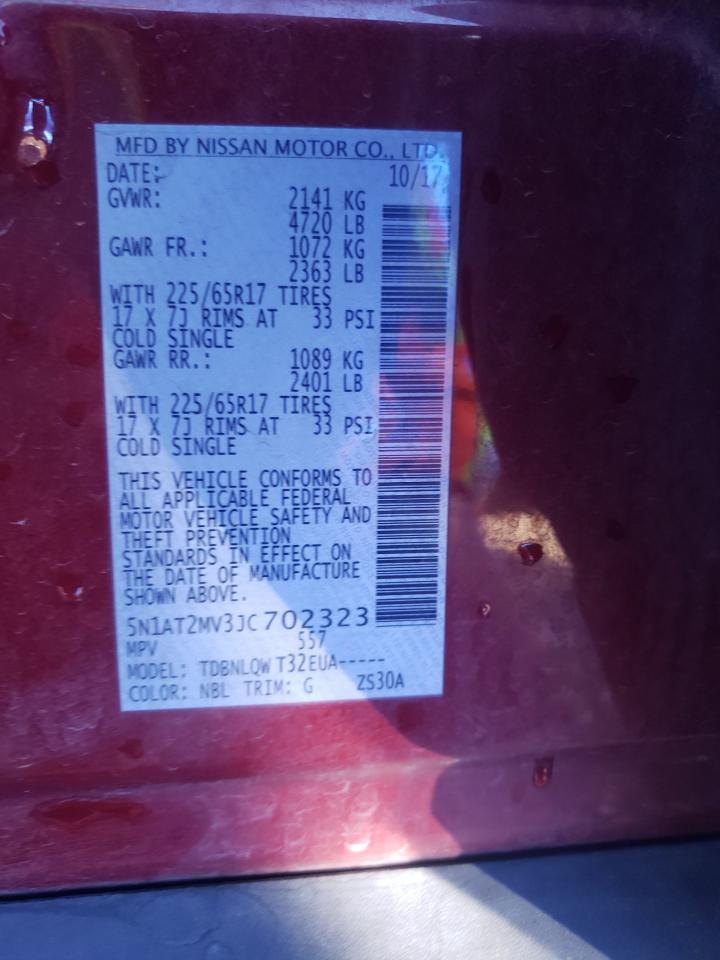 MFD BY NISSAN MOTOR CO., LTD.
DATE: 10/17
GVWR: 2141 KG
4720 LB
GAWR FR.: 1072 KG
2363 LB
WITH 225/65R17 TIRES
17 X 7J RIMS AT 33 PSI
COLD SINGLE
GAWR RR.: 1089 KG
2401 LB
WITH 225/65R17 TIRES
17 X 7J RIMS AT 33 PSI
COLD SINGLE
THIS VEHICLE CONFORMS TO
ALL APPLICABLE FEDERAL
MOTOR VEHICLE SAFETY AND
THEFT PREVENTION
STANDARDS IN EFFECT ON
THE DATE OF MANUFACTURE
SHOWN ABOVE.
5N1AT2MV3JC702323
MPV 557
MODEL: TDBNLQW T32EUA-----
COLOR: NBL TRIM: G ZS30A